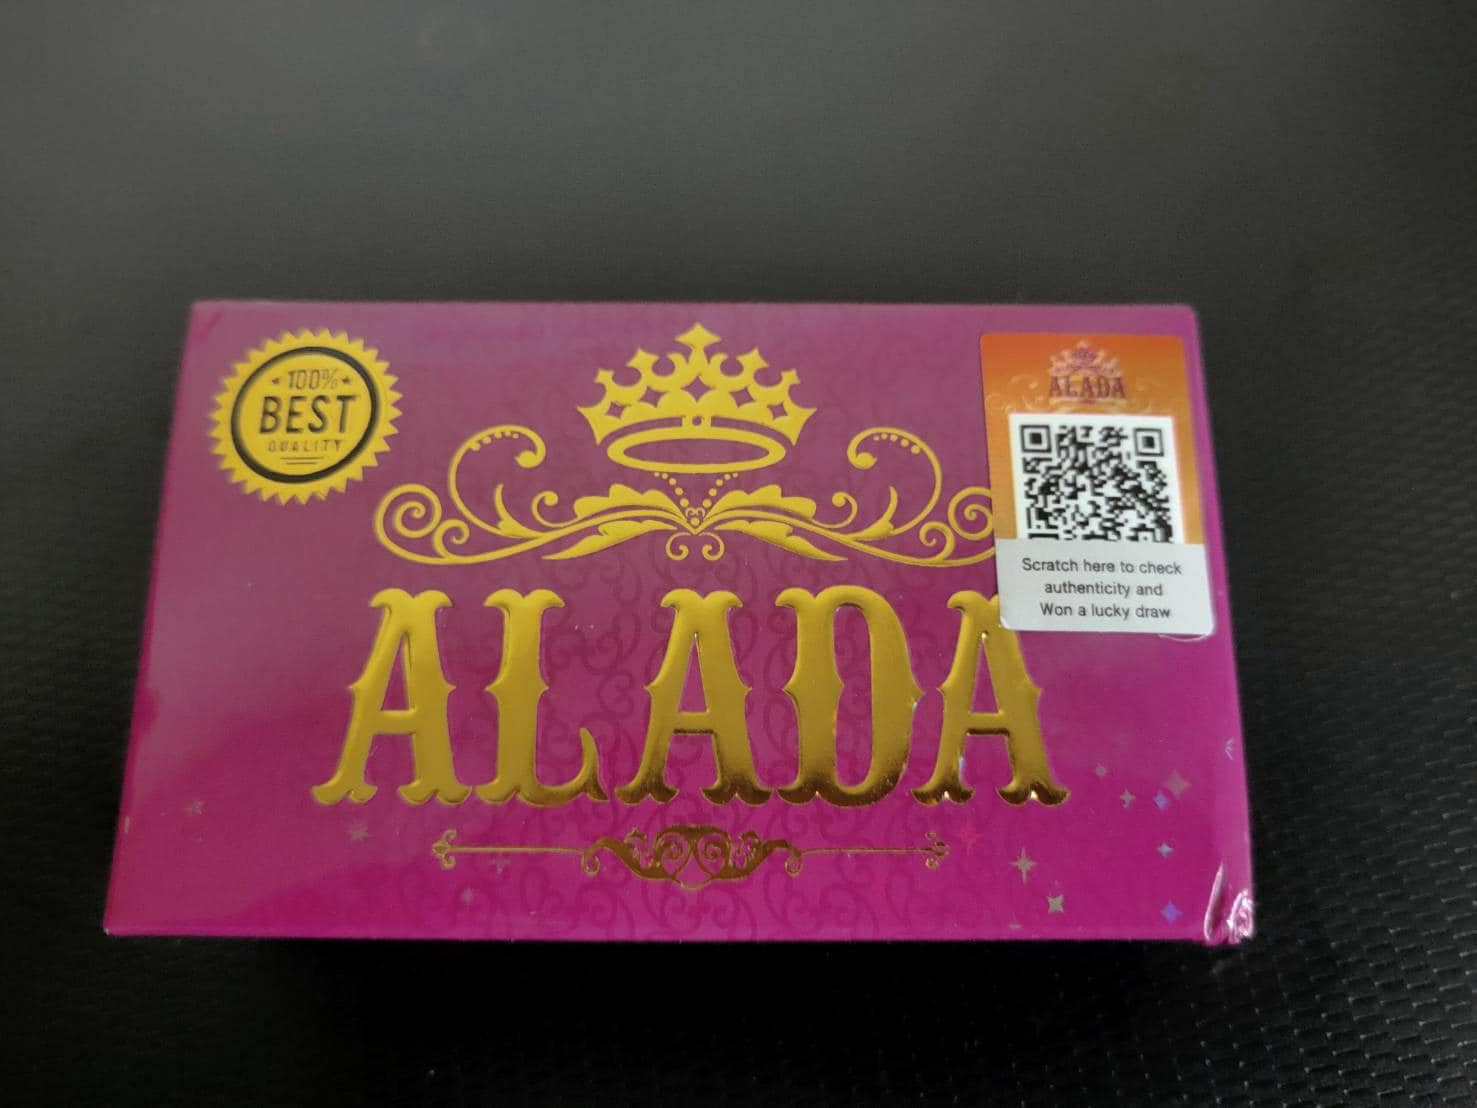 100%
BEST
QUALITY
ALADA
ALADA
Scratch here to check
authenticity and
Won a lucky draw